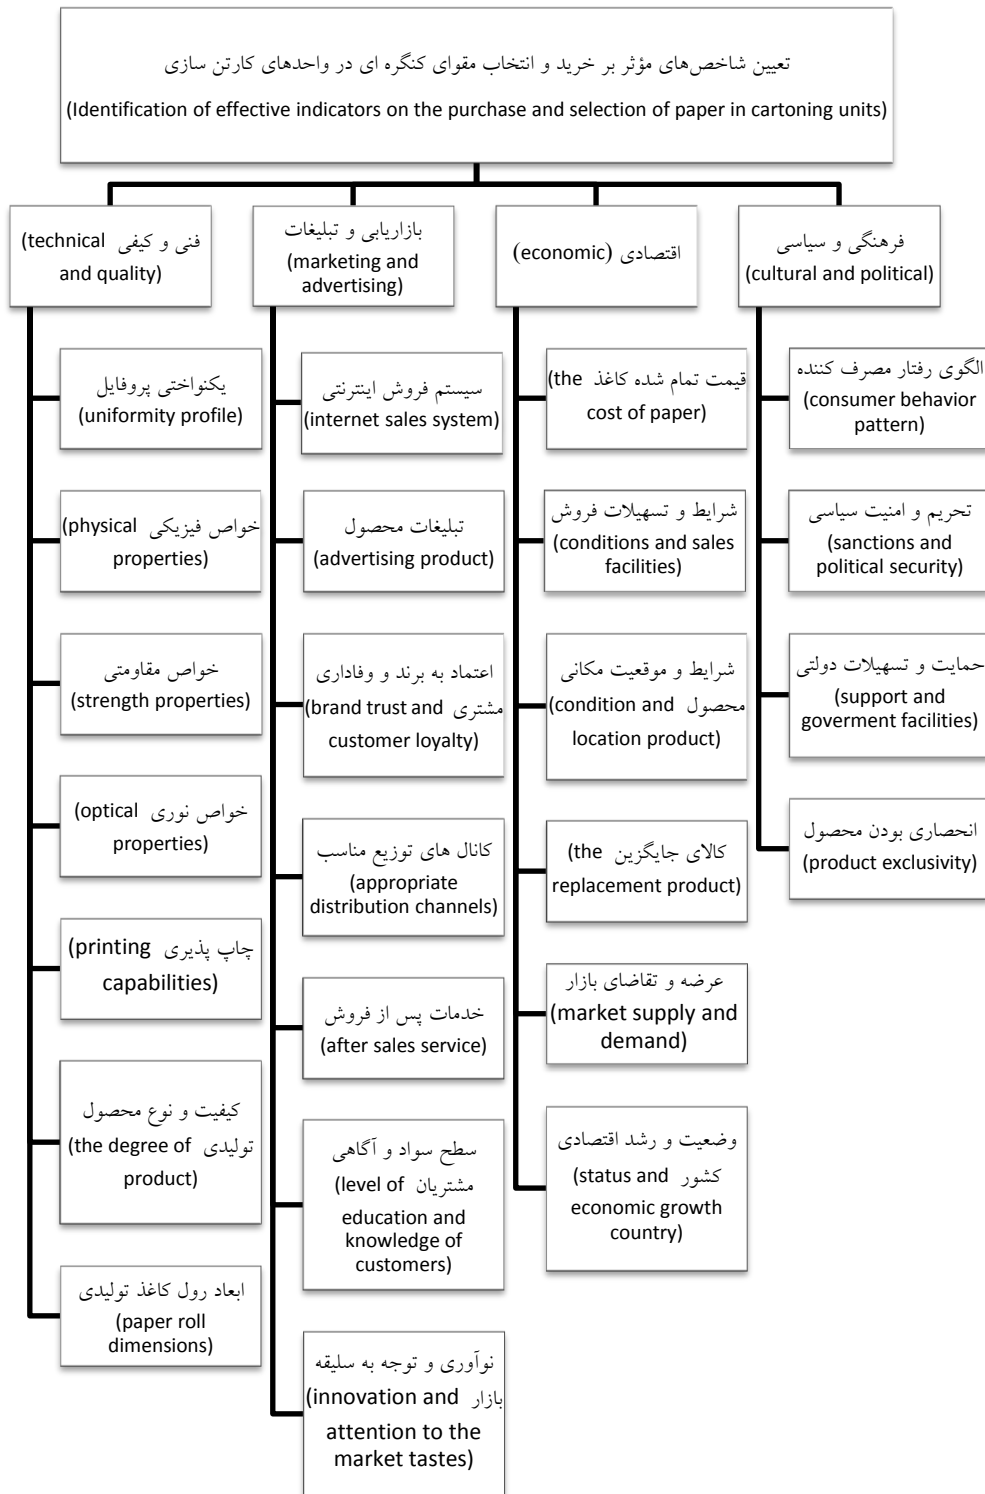 تعیین شاخص‌های مؤثر بر خرید و انتخاب مقوای کنگره ای در واحدهای کارتن سازی
(Identification of effective indicators on the purchase and selection of paper in cartoning units)
فنی و کیفی (technical
and quality)
یکنواختی پروفایل
(uniformity profile)
خواص فیزیکی (physical
properties)
خواص مقاومتی
(strength properties)
خواص نوری (optical
properties)
چاپ پذیری (printing
capabilities)
کیفیت و نوع محصول
تولیدی (the degree of
product)
ابعاد رول کاغذ تولیدی
(paper roll
dimensions)
بازاریابی و تبلیغات
(marketing and
advertising)
سیستم فروش اینترنتی
(internet sales system)
تبلیغات محصول
(advertising product)
اعتماد به برند و وفاداری
مشتری (brand trust and
customer loyalty)
کانال های توزیع مناسب
(appropriate
distribution channels)
خدمات پس از فروش
(after sales service)
سطح سواد و آگاهی
مشتریان (level of
education and
knowledge of
customers)
نوآوری و توجه به سلیقه
بازار (innovation and
attention to the
market tastes)
اقتصادی (economic)
قیمت تمام شده کاغذ (the
cost of paper)
شرایط و تسهیلات فروش
(conditions and sales
facilities)
شرایط و موقعیت مکانی
محصول (condition and
location product)
کالای جایگزین (the
replacement product)
عرضه و تقاضای بازار
(market supply and
demand)
وضعیت و رشد اقتصادی
کشور (status and
economic growth
country)
فرهنگی و سیاسی
(cultural and political)
الگوی رفتار مصرف کننده
(consumer behavior
pattern)
تحریم و امنیت سیاسی
(sanctions and
political security)
حمایت و تسهیلات دولتی
(support and
goverment facilities)
انحصاری بودن محصول
(product exclusivity)